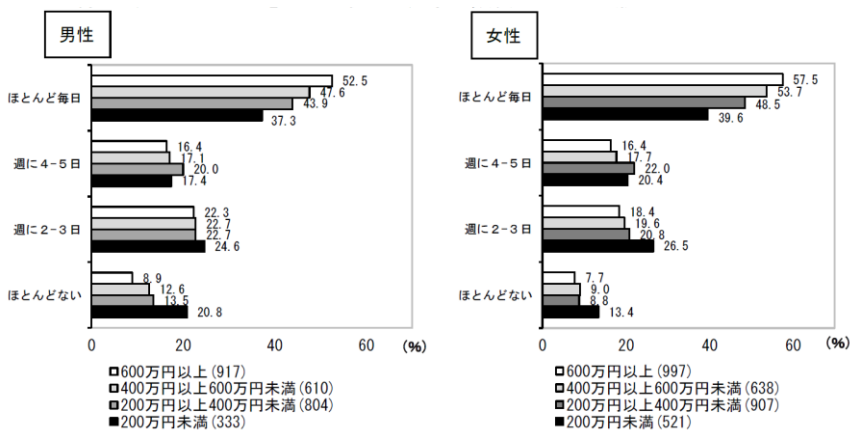 男性
ほとんど毎日
52.5
47.6
43.9
37.3
週に4-5日
16.4
17.1
20.0
17.4
週に2-3日
22.3
22.7
22.7
24.6
ほとんどない
8.9
12.6
13.5
20.8
0 20 40 60 (%)
□600万円以上(917)
□400万円以上600万円未満(610)
■200万円以上400万円未満(804)
■200万円未満(333)
女性
ほとんど毎日
57.5
53.7
48.5
39.6
週に4-5日
16.4
17.7
22.0
20.4
週に2-3日
18.4
19.6
20.8
26.5
ほとんどない
7.7
9.0
8.8
13.4
0 20 40 60 (%)
□600万円以上(997)
□400万円以上600万円未満(638)
■200万円以上400万円未満(907)
■200万円未満(521)